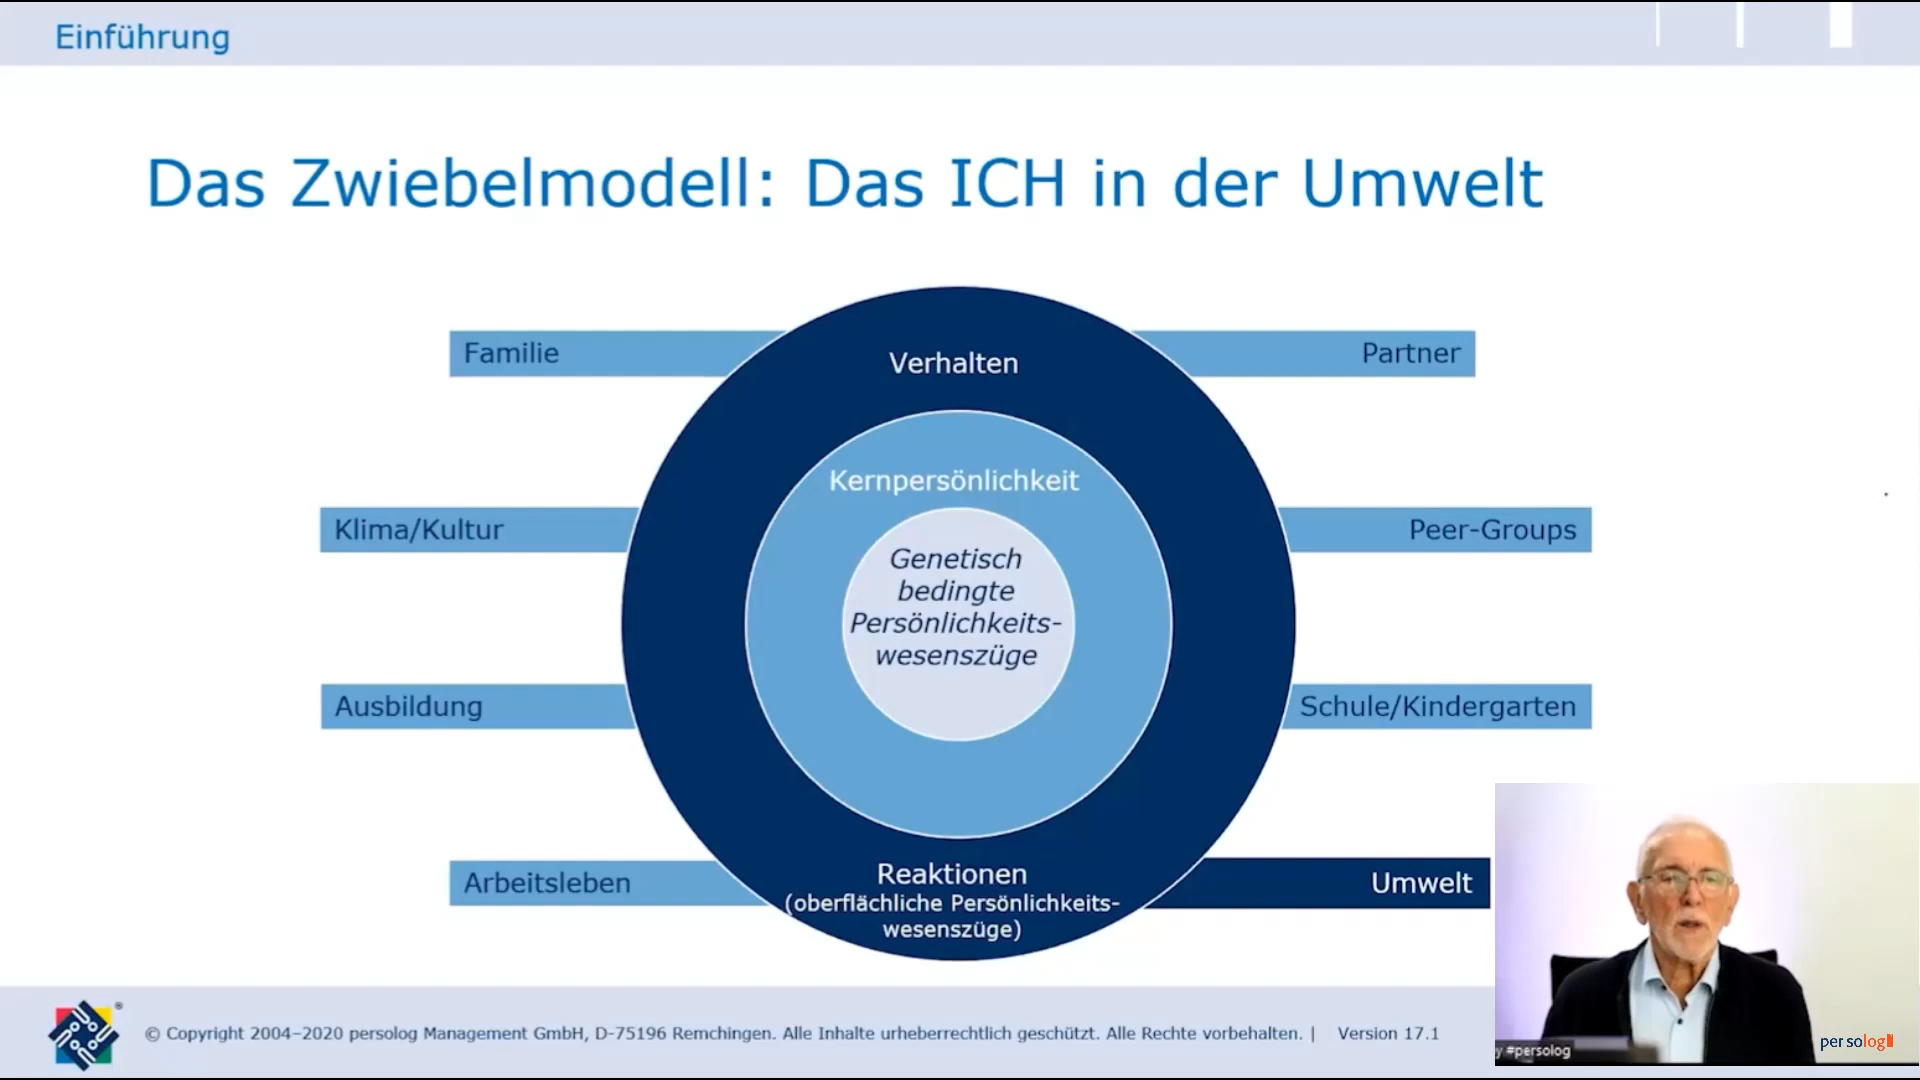 Einführung
Das Zwiebelmodell: Das ICH in der Umwelt
Familie
Verhalten
Partner
Kernpersönlichkeit
Klima/Kultur
Peer-Groups
Genetisch
bedingte
Persönlichkeits-
wesenszüge
Ausbildung
Schule/Kindergarten
Arbeitsleben
Reaktionen
(oberflächliche Persönlichkeits-
wesenszüge)
Umwelt
© Copyright 2004–2020 persolog Management GmbH, D-75196 Remchingen. Alle Inhalte urheberrechtlich geschützt. Alle Rechte vorbehalten. | Version 17.1
y #persolog
persolog